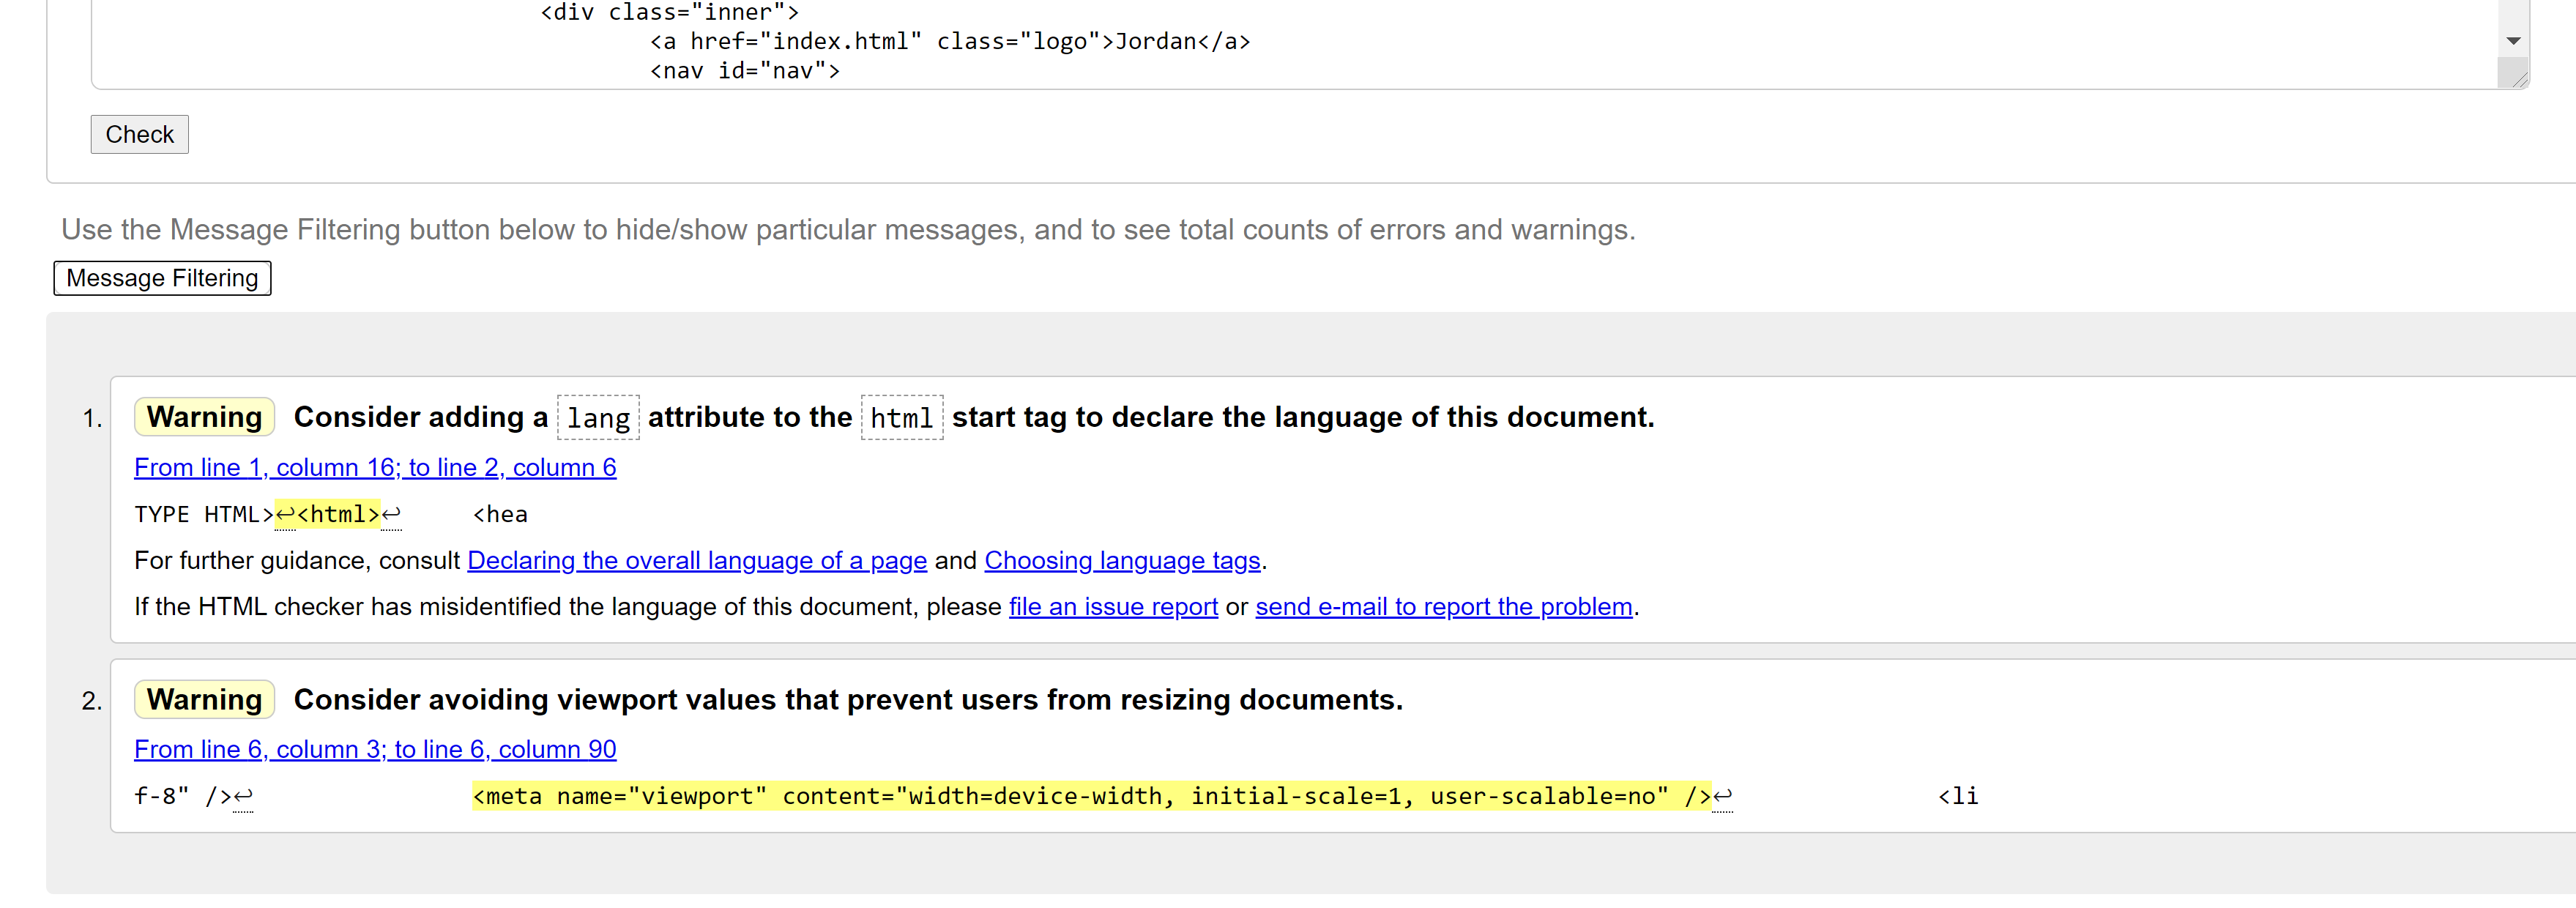 <div class="inner">
<a href="index.html" class="logo">Jordan</a>
<nav id="nav">
Check
Use the Message Filtering button below to hide/show particular messages, and to see total counts of errors and warnings.
Message Filtering
1. Warning Consider adding a lang attribute to the html start tag to declare the language of this document.
From line 1, column 16; to line 2, column 6
TYPE HTML>↩<html>↩ <hea
For further guidance, consult Declaring the overall language of a page and Choosing language tags.
If the HTML checker has misidentified the language of this document, please file an issue report or send e-mail to report the problem.
2. Warning Consider avoiding viewport values that prevent users from resizing documents.
From line 6, column 3; to line 6, column 90
f-8" />↩ <meta name="viewport" content="width=device-width, initial-scale=1, user-scalable=no" />↩ <li